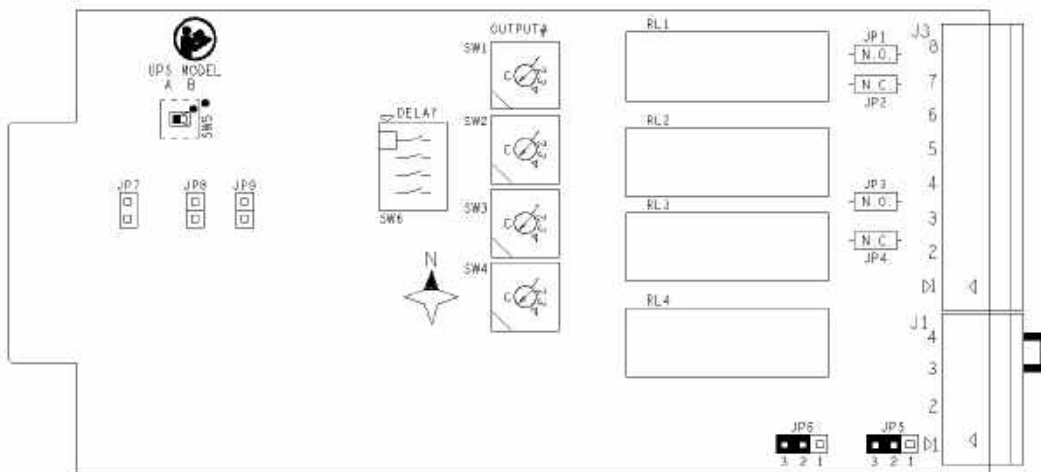 OUTPUT#
RL1
J3
JP1
SW1
8
N.O.
UPS MODEL
A B
7
N.C.
JP2
SW5
6
DELAY
SW2
RL2
5
C
JP7
JP8
JP9
JP3
4
N.O.
SW6
SW3
RL3
3
N.C.
JP4
2
N
SW4
C
1
RL4
J1
4
3
2
JP6
JP5
1
3 2 1
3 2 1